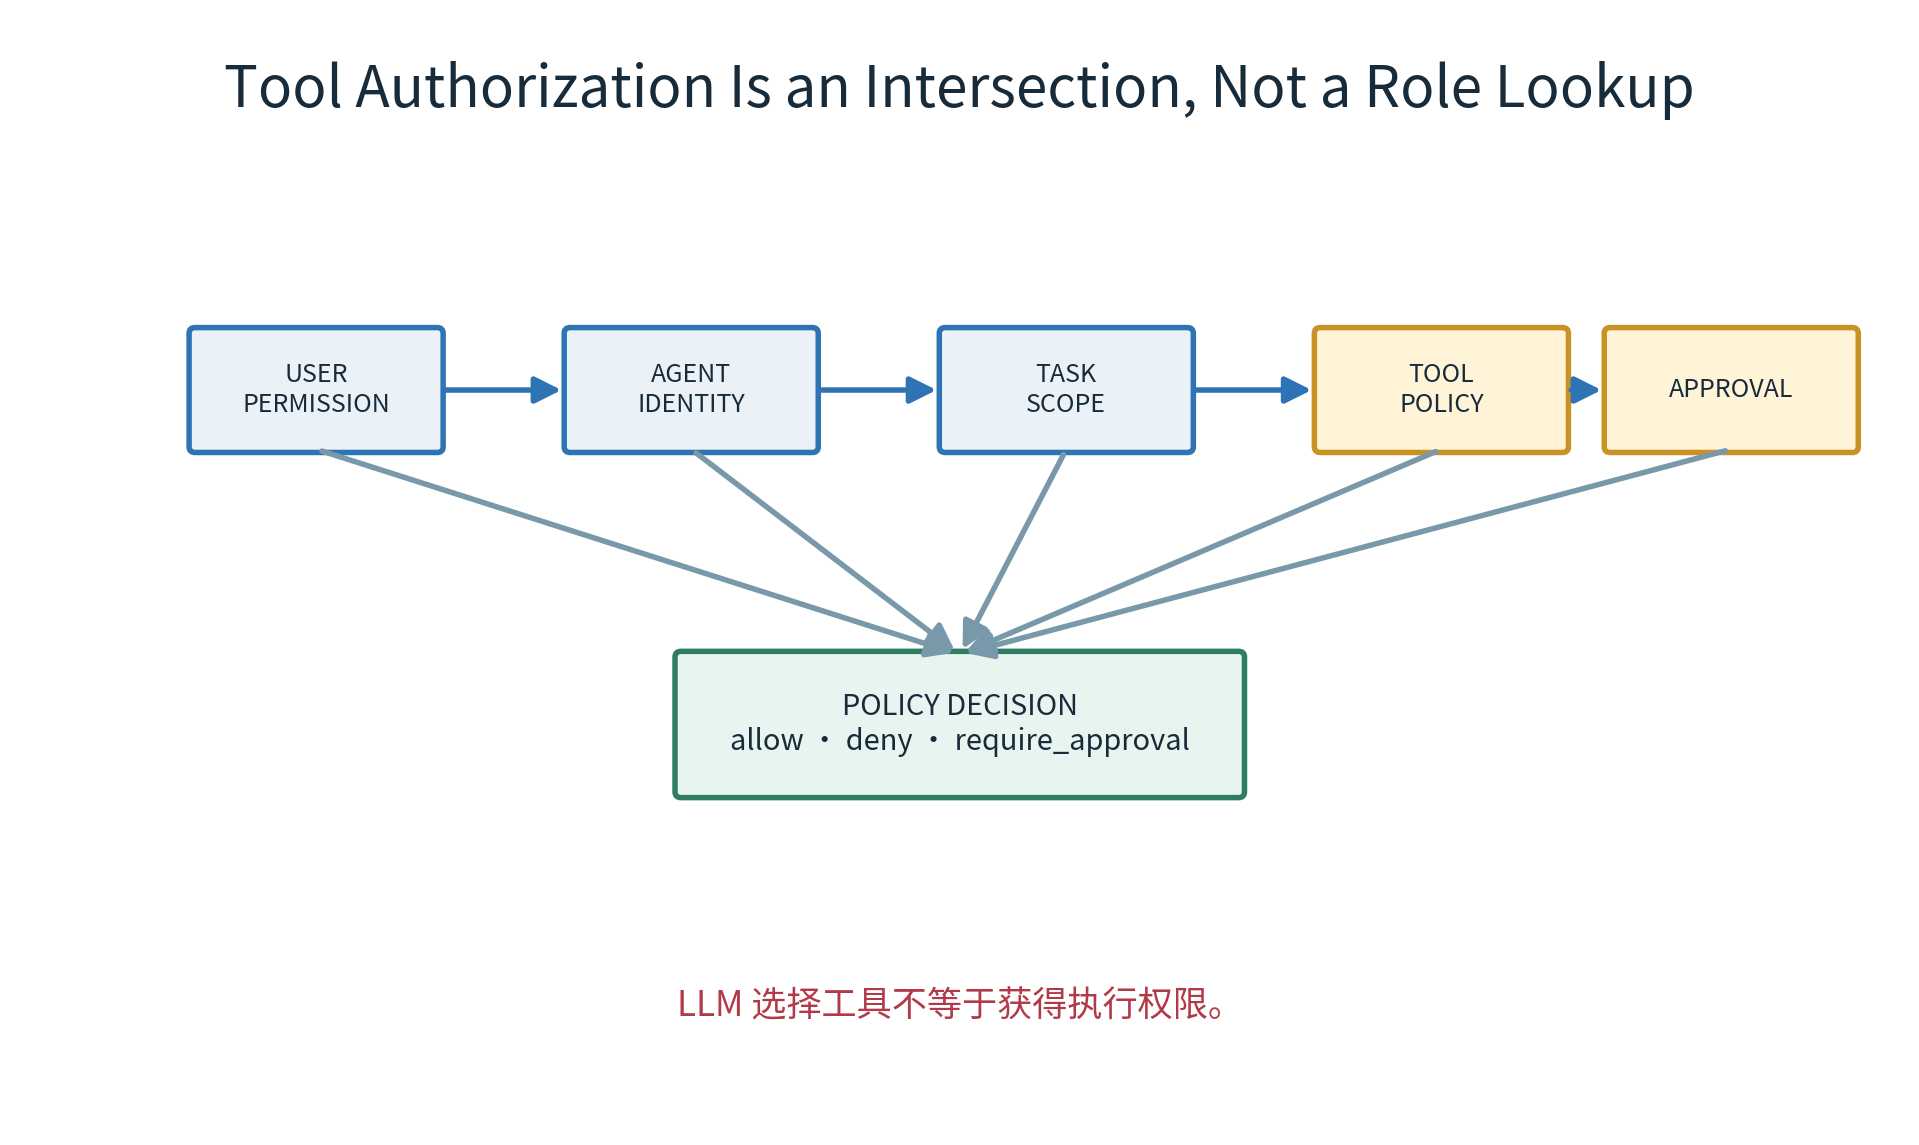 Tool Authorization Is an Intersection, Not a Role Lookup
USER
PERMISSION
AGENT
IDENTITY
TASK
SCOPE
TOOL
POLICY
APPROVAL
POLICY DECISION
allow · deny · require_approval
LLM 选择工具不等于获得执行权限。